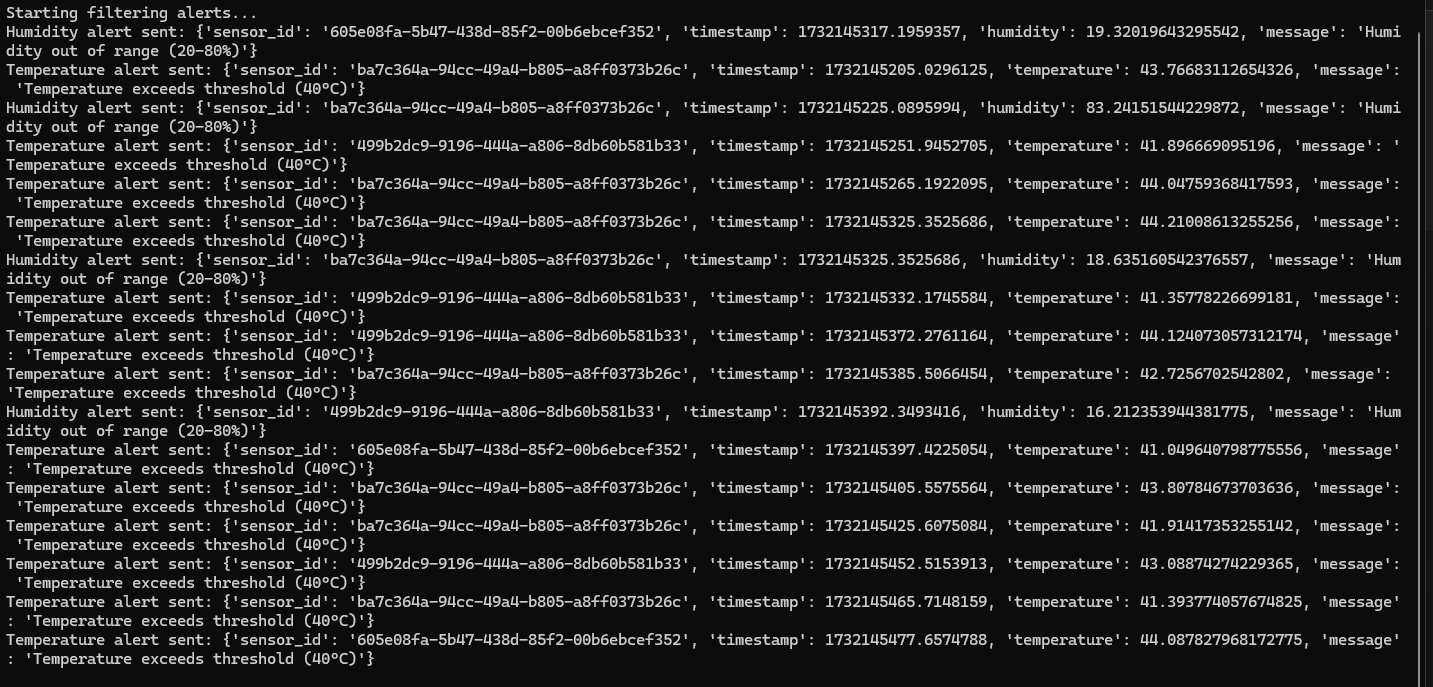 Starting filtering alerts...
Humidity alert sent: {'sensor_id': '605e08fa-5b47-438d-85f2-00b6ebcef352', 'timestamp': 1732145317.1959357, 'humidity': 19.32019643295542, 'message': 'Humi
dity out of range (20-80%)'}
Temperature alert sent: {'sensor_id': 'ba7c364a-94cc-49a4-b805-a8ff0373b26c', 'timestamp': 1732145205.0296125, 'temperature': 43.76683112654326, 'message':
 'Temperature exceeds threshold (40°C)'}
Humidity alert sent: {'sensor_id': 'ba7c364a-94cc-49a4-b805-a8ff0373b26c', 'timestamp': 1732145225.0895994, 'humidity': 83.24151544229872, 'message': 'Humi
dity out of range (20-80%)'}
Temperature alert sent: {'sensor_id': '499b2dc9-9196-444a-a806-8db60b581b33', 'timestamp': 1732145251.9452705, 'temperature': 41.896669095196, 'message': '
Temperature exceeds threshold (40°C)'}
Temperature alert sent: {'sensor_id': 'ba7c364a-94cc-49a4-b805-a8ff0373b26c', 'timestamp': 1732145265.1922095, 'temperature': 44.04759368417593, 'message':
 'Temperature exceeds threshold (40°C)'}
Temperature alert sent: {'sensor_id': 'ba7c364a-94cc-49a4-b805-a8ff0373b26c', 'timestamp': 1732145325.3525686, 'temperature': 44.21008613255256, 'message':
 'Temperature exceeds threshold (40°C)'}
Humidity alert sent: {'sensor_id': 'ba7c364a-94cc-49a4-b805-a8ff0373b26c', 'timestamp': 1732145325.3525686, 'humidity': 18.635160542376557, 'message': 'Hum
idity out of range (20-80%)'}
Temperature alert sent: {'sensor_id': '499b2dc9-9196-444a-a806-8db60b581b33', 'timestamp': 1732145332.1745584, 'temperature': 41.35778226699181, 'message':
 'Temperature exceeds threshold (40°C)'}
Temperature alert sent: {'sensor_id': '499b2dc9-9196-444a-a806-8db60b581b33', 'timestamp': 1732145372.2761164, 'temperature': 44.124073057312174, 'message'
: 'Temperature exceeds threshold (40°C)'}
Temperature alert sent: {'sensor_id': 'ba7c364a-94cc-49a4-b805-a8ff0373b26c', 'timestamp': 1732145385.5066454, 'temperature': 42.7256702542802, 'message':
'Temperature exceeds threshold (40°C)'}
Humidity alert sent: {'sensor_id': '499b2dc9-9196-444a-a806-8db60b581b33', 'timestamp': 1732145392.3493416, 'humidity': 16.212353944381775, 'message': 'Hum
idity out of range (20-80%)'}
Temperature alert sent: {'sensor_id': '605e08fa-5b47-438d-85f2-00b6ebcef352', 'timestamp': 1732145397.4225054, 'temperature': 41.049640798775556, 'message'
: 'Temperature exceeds threshold (40°C)'}
Temperature alert sent: {'sensor_id': 'ba7c364a-94cc-49a4-b805-a8ff0373b26c', 'timestamp': 1732145405.5575564, 'temperature': 43.80784673703636, 'message':
 'Temperature exceeds threshold (40°C)'}
Temperature alert sent: {'sensor_id': 'ba7c364a-94cc-49a4-b805-a8ff0373b26c', 'timestamp': 1732145425.6075084, 'temperature': 41.91417353255142, 'message':
 'Temperature exceeds threshold (40°C)'}
Temperature alert sent: {'sensor_id': '499b2dc9-9196-444a-a806-8db60b581b33', 'timestamp': 1732145452.5153913, 'temperature': 43.08874274229365, 'message':
 'Temperature exceeds threshold (40°C)'}
Temperature alert sent: {'sensor_id': 'ba7c364a-94cc-49a4-b805-a8ff0373b26c', 'timestamp': 1732145465.7148159, 'temperature': 41.393774057674825, 'message'
: 'Temperature exceeds threshold (40°C)'}
Temperature alert sent: {'sensor_id': '605e08fa-5b47-438d-85f2-00b6ebcef352', 'timestamp': 1732145477.6574788, 'temperature': 44.087827968172775, 'message'
: 'Temperature exceeds threshold (40°C)'}